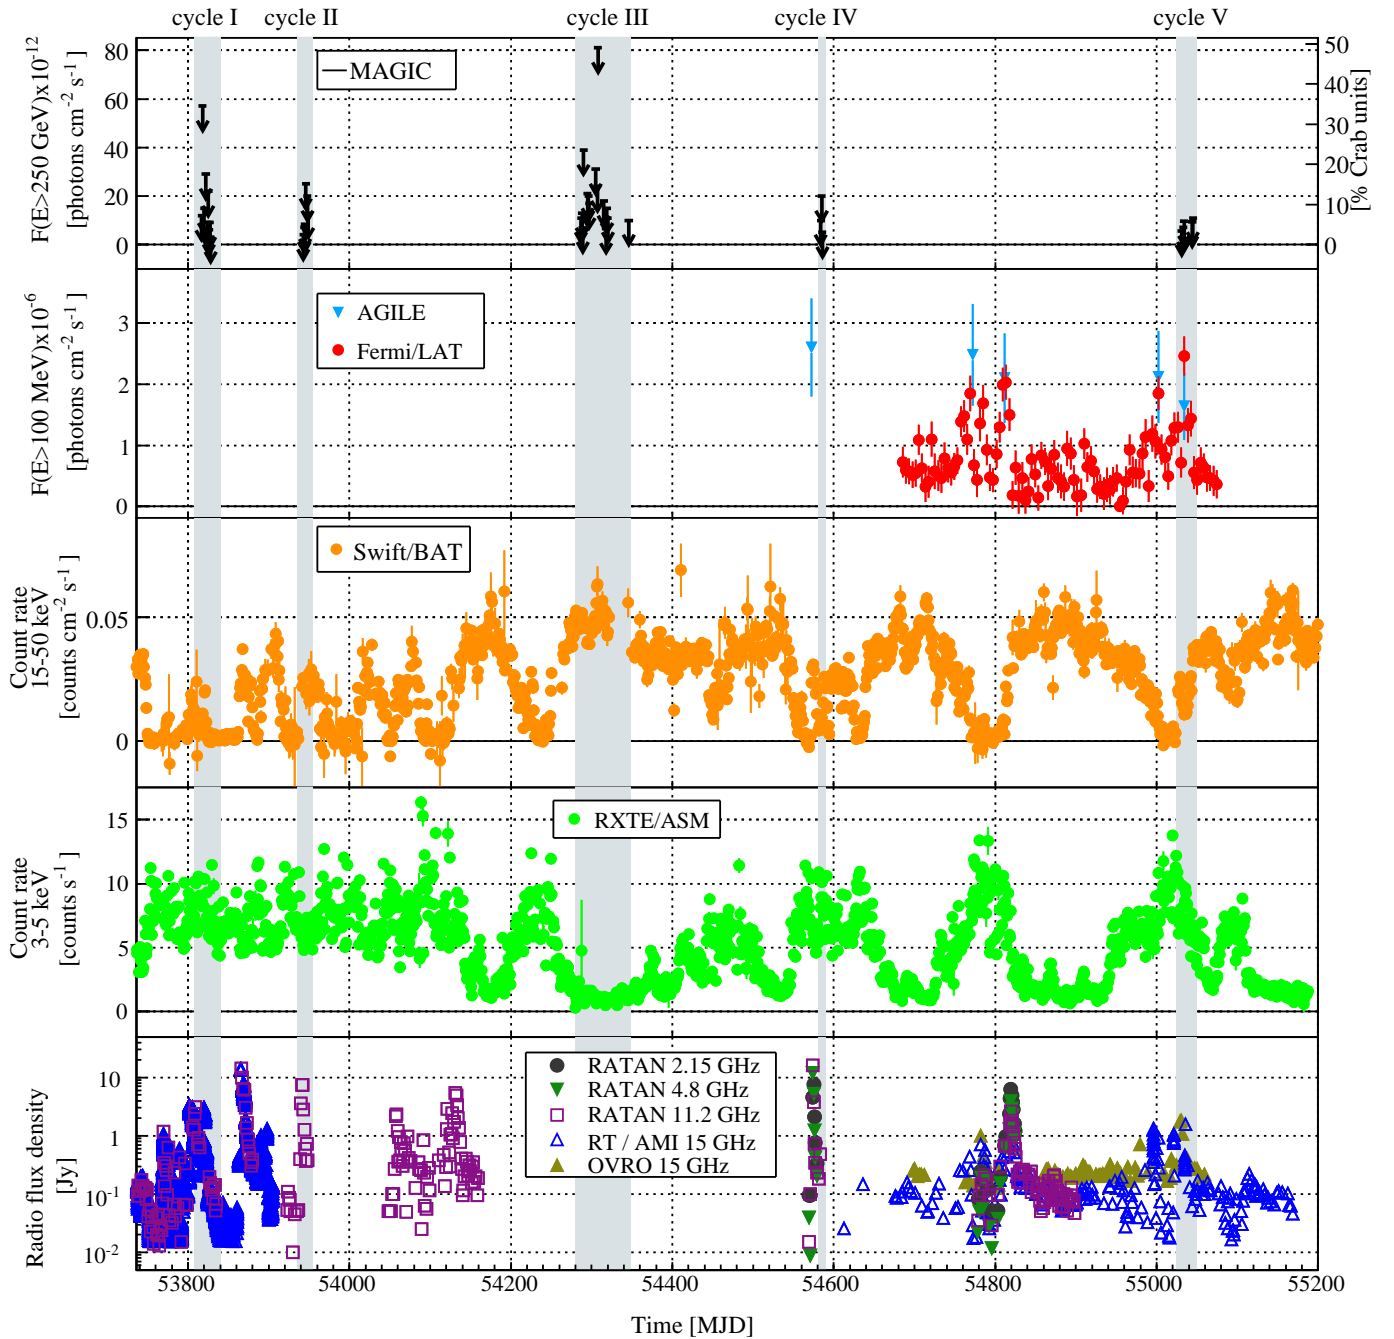 cycle I cycle II cycle III cycle IV cycle V
F(E>250 GeV)x10⁻¹²
[photons cm⁻² s⁻¹]
80
60
40
20
0
MAGIC
50
40
30
20
10
0
[% Crab units]
F(E>100 MeV)x10⁻⁶
[photons cm⁻² s⁻¹]
3
2
1
0
AGILE
Fermi/LAT
Count rate
15-50 keV
[counts cm⁻² s⁻¹]
0.05
0
Swift/BAT
Count rate
3-5 keV
[counts s⁻¹]
15
10
5
0
RXTE/ASM
Radio flux density
[Jy]
10
1
10⁻¹
10⁻²
RATAN 2.15 GHz
RATAN 4.8 GHz
RATAN 11.2 GHz
RT / AMI 15 GHz
OVRO 15 GHz
53800 54000 54200 54400 54600 54800 55000 55200
Time [MJD]